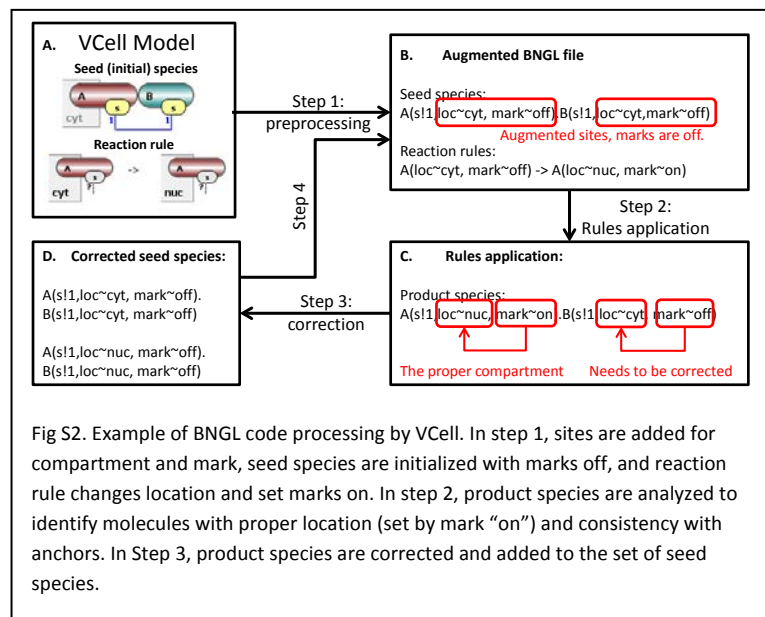 A. VCell Model
Seed (initial) species
A B
s s
cyt
1 1
Reaction rule
A -> A
s s
? ?
cyt nuc
Step 1:
preprocessing
B. Augmented BNGL file
Seed species:
A(s!1,loc~cyt, mark~off).B(s!1,loc~cyt,mark~off)
Augmented sites, marks are off.
Reaction rules:
A(loc~cyt, mark~off) -> A(loc~nuc, mark~on)
Step 4
Step 2:
Rules application
D. Corrected seed species:
A(s!1,loc~cyt, mark~off).
B(s!1,loc~cyt, mark~off)
A(s!1,loc~nuc, mark~off).
B(s!1,loc~nuc, mark~off)
Step 3:
correction
C. Rules application:
Product species:
A(s!1,loc~nuc, mark~on).B(s!1,loc~cyt, mark~off)
The proper compartment Needs to be corrected
Fig S2. Example of BNGL code processing by VCell. In step 1, sites are added for
compartment and mark, seed species are initialized with marks off, and reaction
rule changes location and set marks on. In step 2, product species are analyzed to
identify molecules with proper location (set by mark “on”) and consistency with
anchors. In Step 3, product species are corrected and added to the set of seed
species.